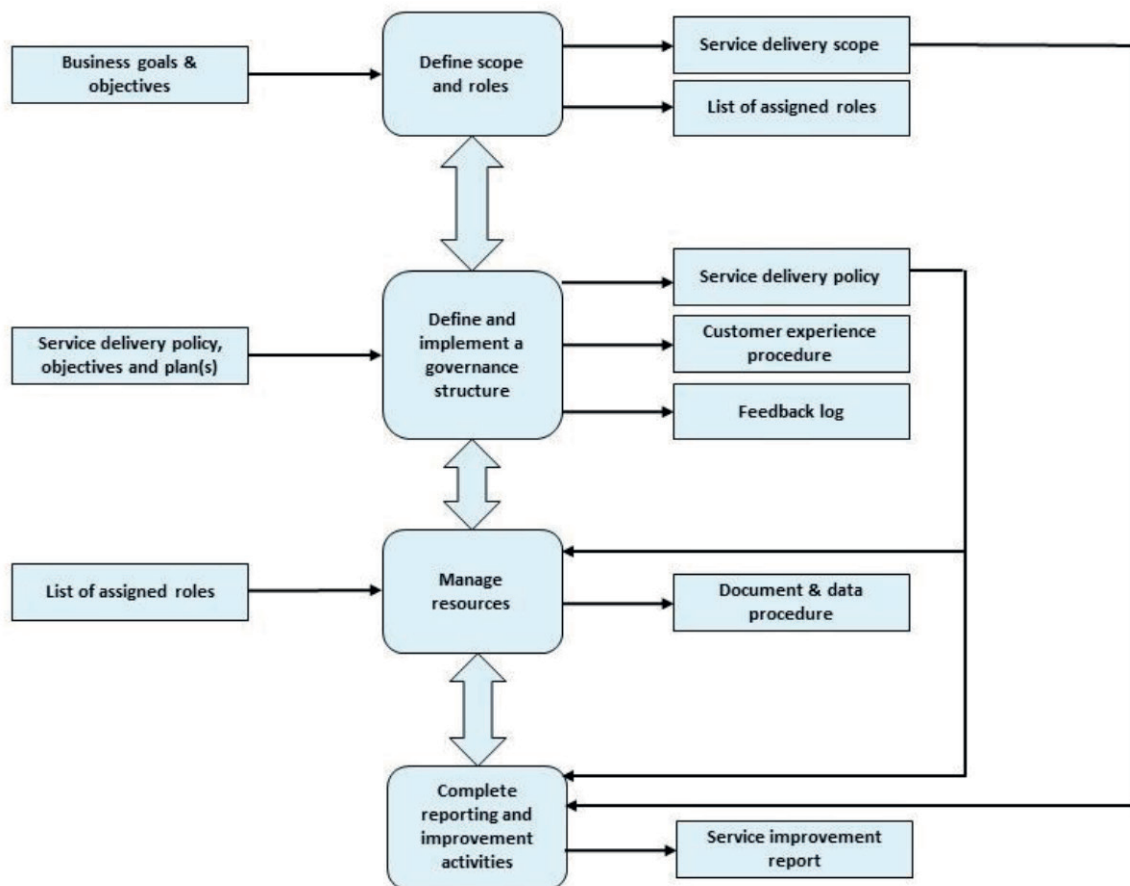 Business goals &
objectives
Define scope
and roles
Service delivery scope
List of assigned roles
Service delivery policy,
objectives and plan(s)
Define and
implement a
governance
structure
Service delivery policy
Customer experience
procedure
Feedback log
List of assigned roles
Manage
resources
Document & data
procedure
Complete
reporting and
improvement
activities
Service improvement
report